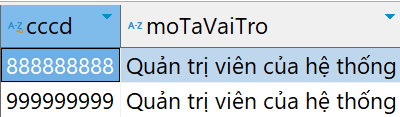 A-Z cccd A-Z moTaVaiTro
888888888 Quản trị viên của hệ thống
999999999 Quản trị viên của hệ thống